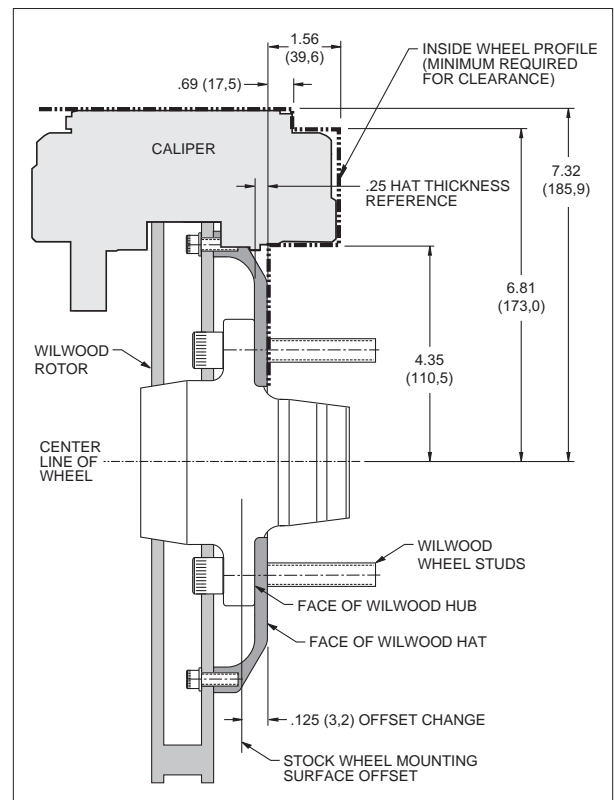 1.56
(39,6)
.69 (17,5)
INSIDE WHEEL PROFILE
(MINIMUM REQUIRED
FOR CLEARANCE)
CALIPER
7.32
(185,9)
.25 HAT THICKNESS
REFERENCE
6.81
(173,0)
4.35
(110,5)
WILWOOD
ROTOR
CENTER
LINE OF
WHEEL
WILWOOD
WHEEL STUDS
FACE OF WILWOOD HUB
FACE OF WILWOOD HAT
.125 (3,2) OFFSET CHANGE
STOCK WHEEL MOUNTING
SURFACE OFFSET